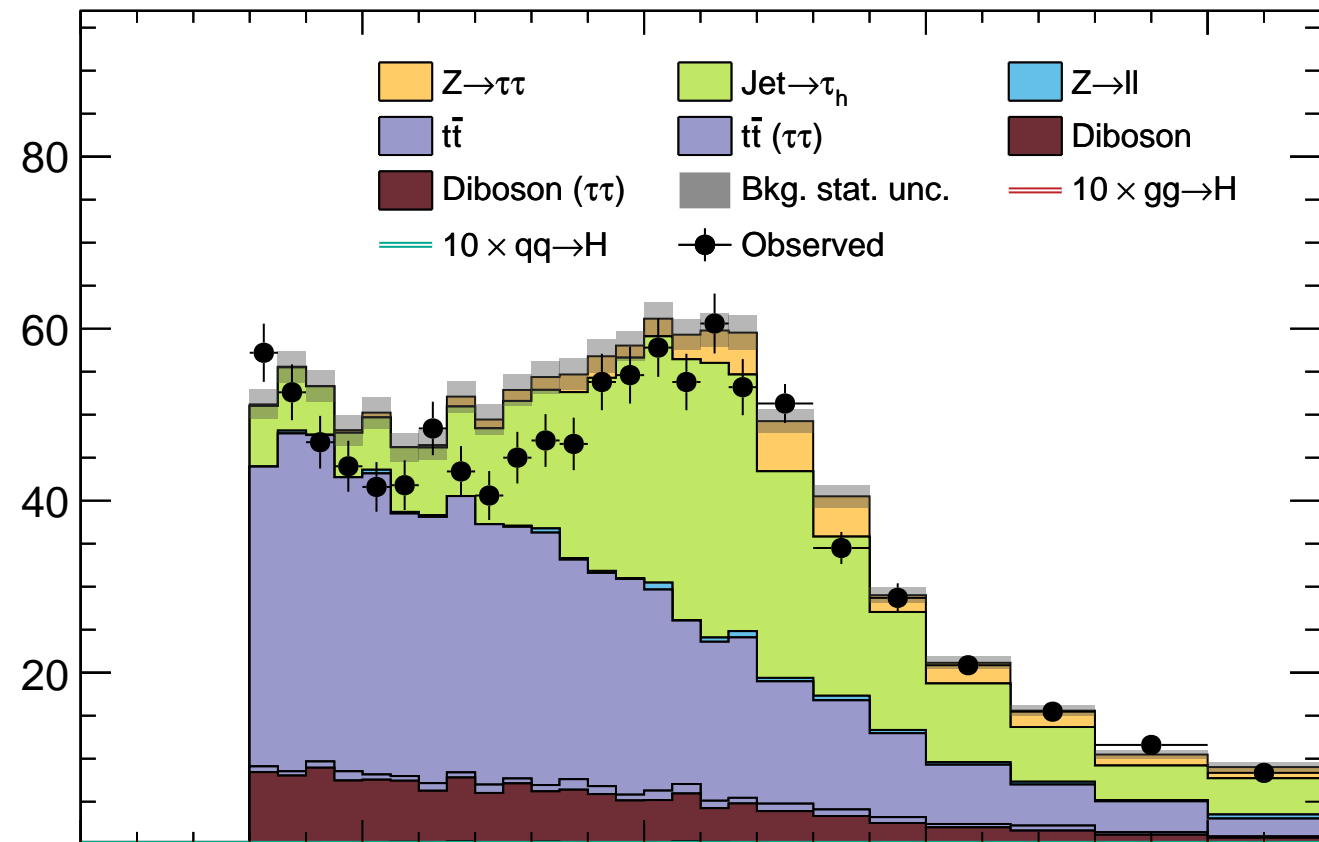 Z→ττ Jet→τh Z→ll
tt̄ tt̄ (ττ) Diboson
Diboson (ττ) Bkg. stat. unc. 10 × gg→H
10 × qq→H Observed
80
60
40
20